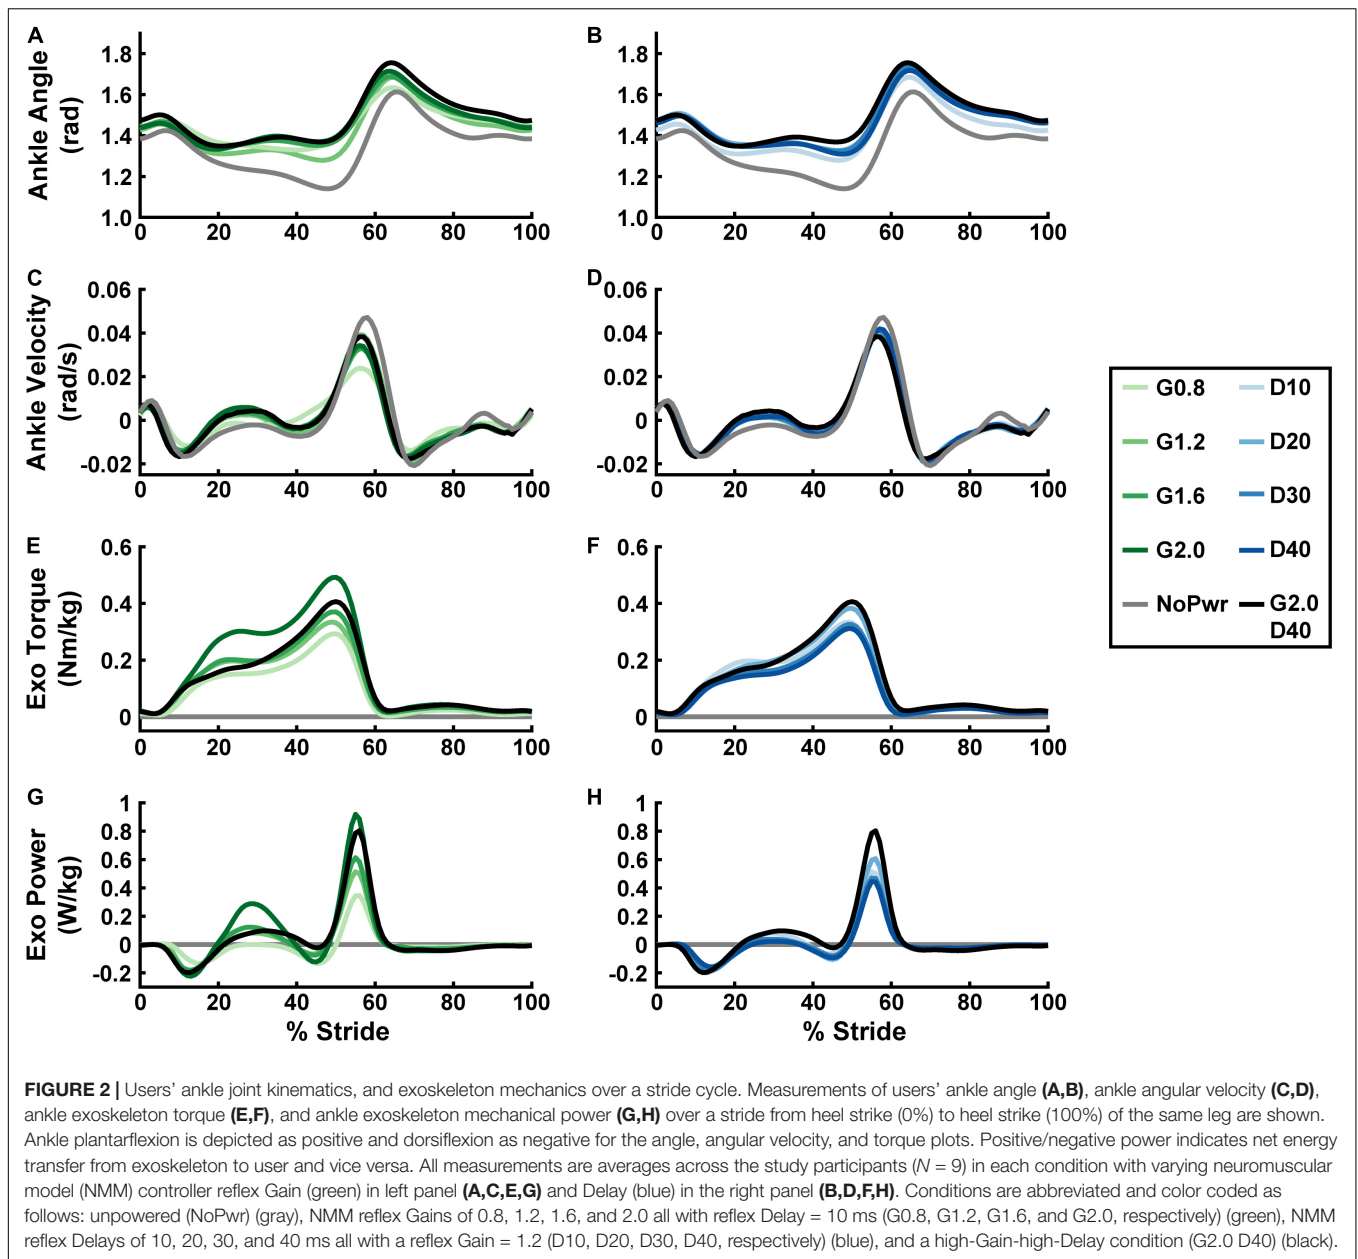 A
B
Ankle Angle
(rad)
1.8
1.6
1.4
1.2
1.0
0 20 40 60 80 100
1.8
1.6
1.4
1.2
1.0
0 20 40 60 80 100
C
D
Ankle Velocity
(rad/s)
0.06
0.04
0.02
0
-0.02
0 20 40 60 80 100
0.06
0.04
0.02
0
-0.02
0 20 40 60 80 100
G0.8 D10
G1.2 D20
G1.6 D30
G2.0 D40
NoPwr G2.0
D40
E
F
Exo Torque
(Nm/kg)
0.6
0.4
0.2
0
0 20 40 60 80 100
0.6
0.4
0.2
0
0 20 40 60 80 100
G
H
Exo Power
(W/kg)
1
0.8
0.6
0.4
0.2
0
-0.2
0 20 40 60 80 100
% Stride
1
0.8
0.6
0.4
0.2
0
-0.2
0 20 40 60 80 100
% Stride
FIGURE 2 | Users' ankle joint kinematics, and exoskeleton mechanics over a stride cycle. Measurements of users' ankle angle (A,B), ankle angular velocity (C,D),
ankle exoskeleton torque (E,F), and ankle exoskeleton mechanical power (G,H) over a stride from heel strike (0%) to heel strike (100%) of the same leg are shown.
Ankle plantarflexion is depicted as positive and dorsiflexion as negative for the angle, angular velocity, and torque plots. Positive/negative power indicates net energy
transfer from exoskeleton to user and vice versa. All measurements are averages across the study participants (N = 9) in each condition with varying neuromuscular
model (NMM) controller reflex Gain (green) in left panel (A,C,E,G) and Delay (blue) in the right panel (B,D,F,H). Conditions are abbreviated and color coded as
follows: unpowered (NoPwr) (gray), NMM reflex Gains of 0.8, 1.2, 1.6, and 2.0 all with reflex Delay = 10 ms (G0.8, G1.2, G1.6, and G2.0, respectively) (green), NMM
reflex Delays of 10, 20, 30, and 40 ms all with a reflex Gain = 1.2 (D10, D20, D30, D40, respectively) (blue), and a high-Gain-high-Delay condition (G2.0 D40) (black).